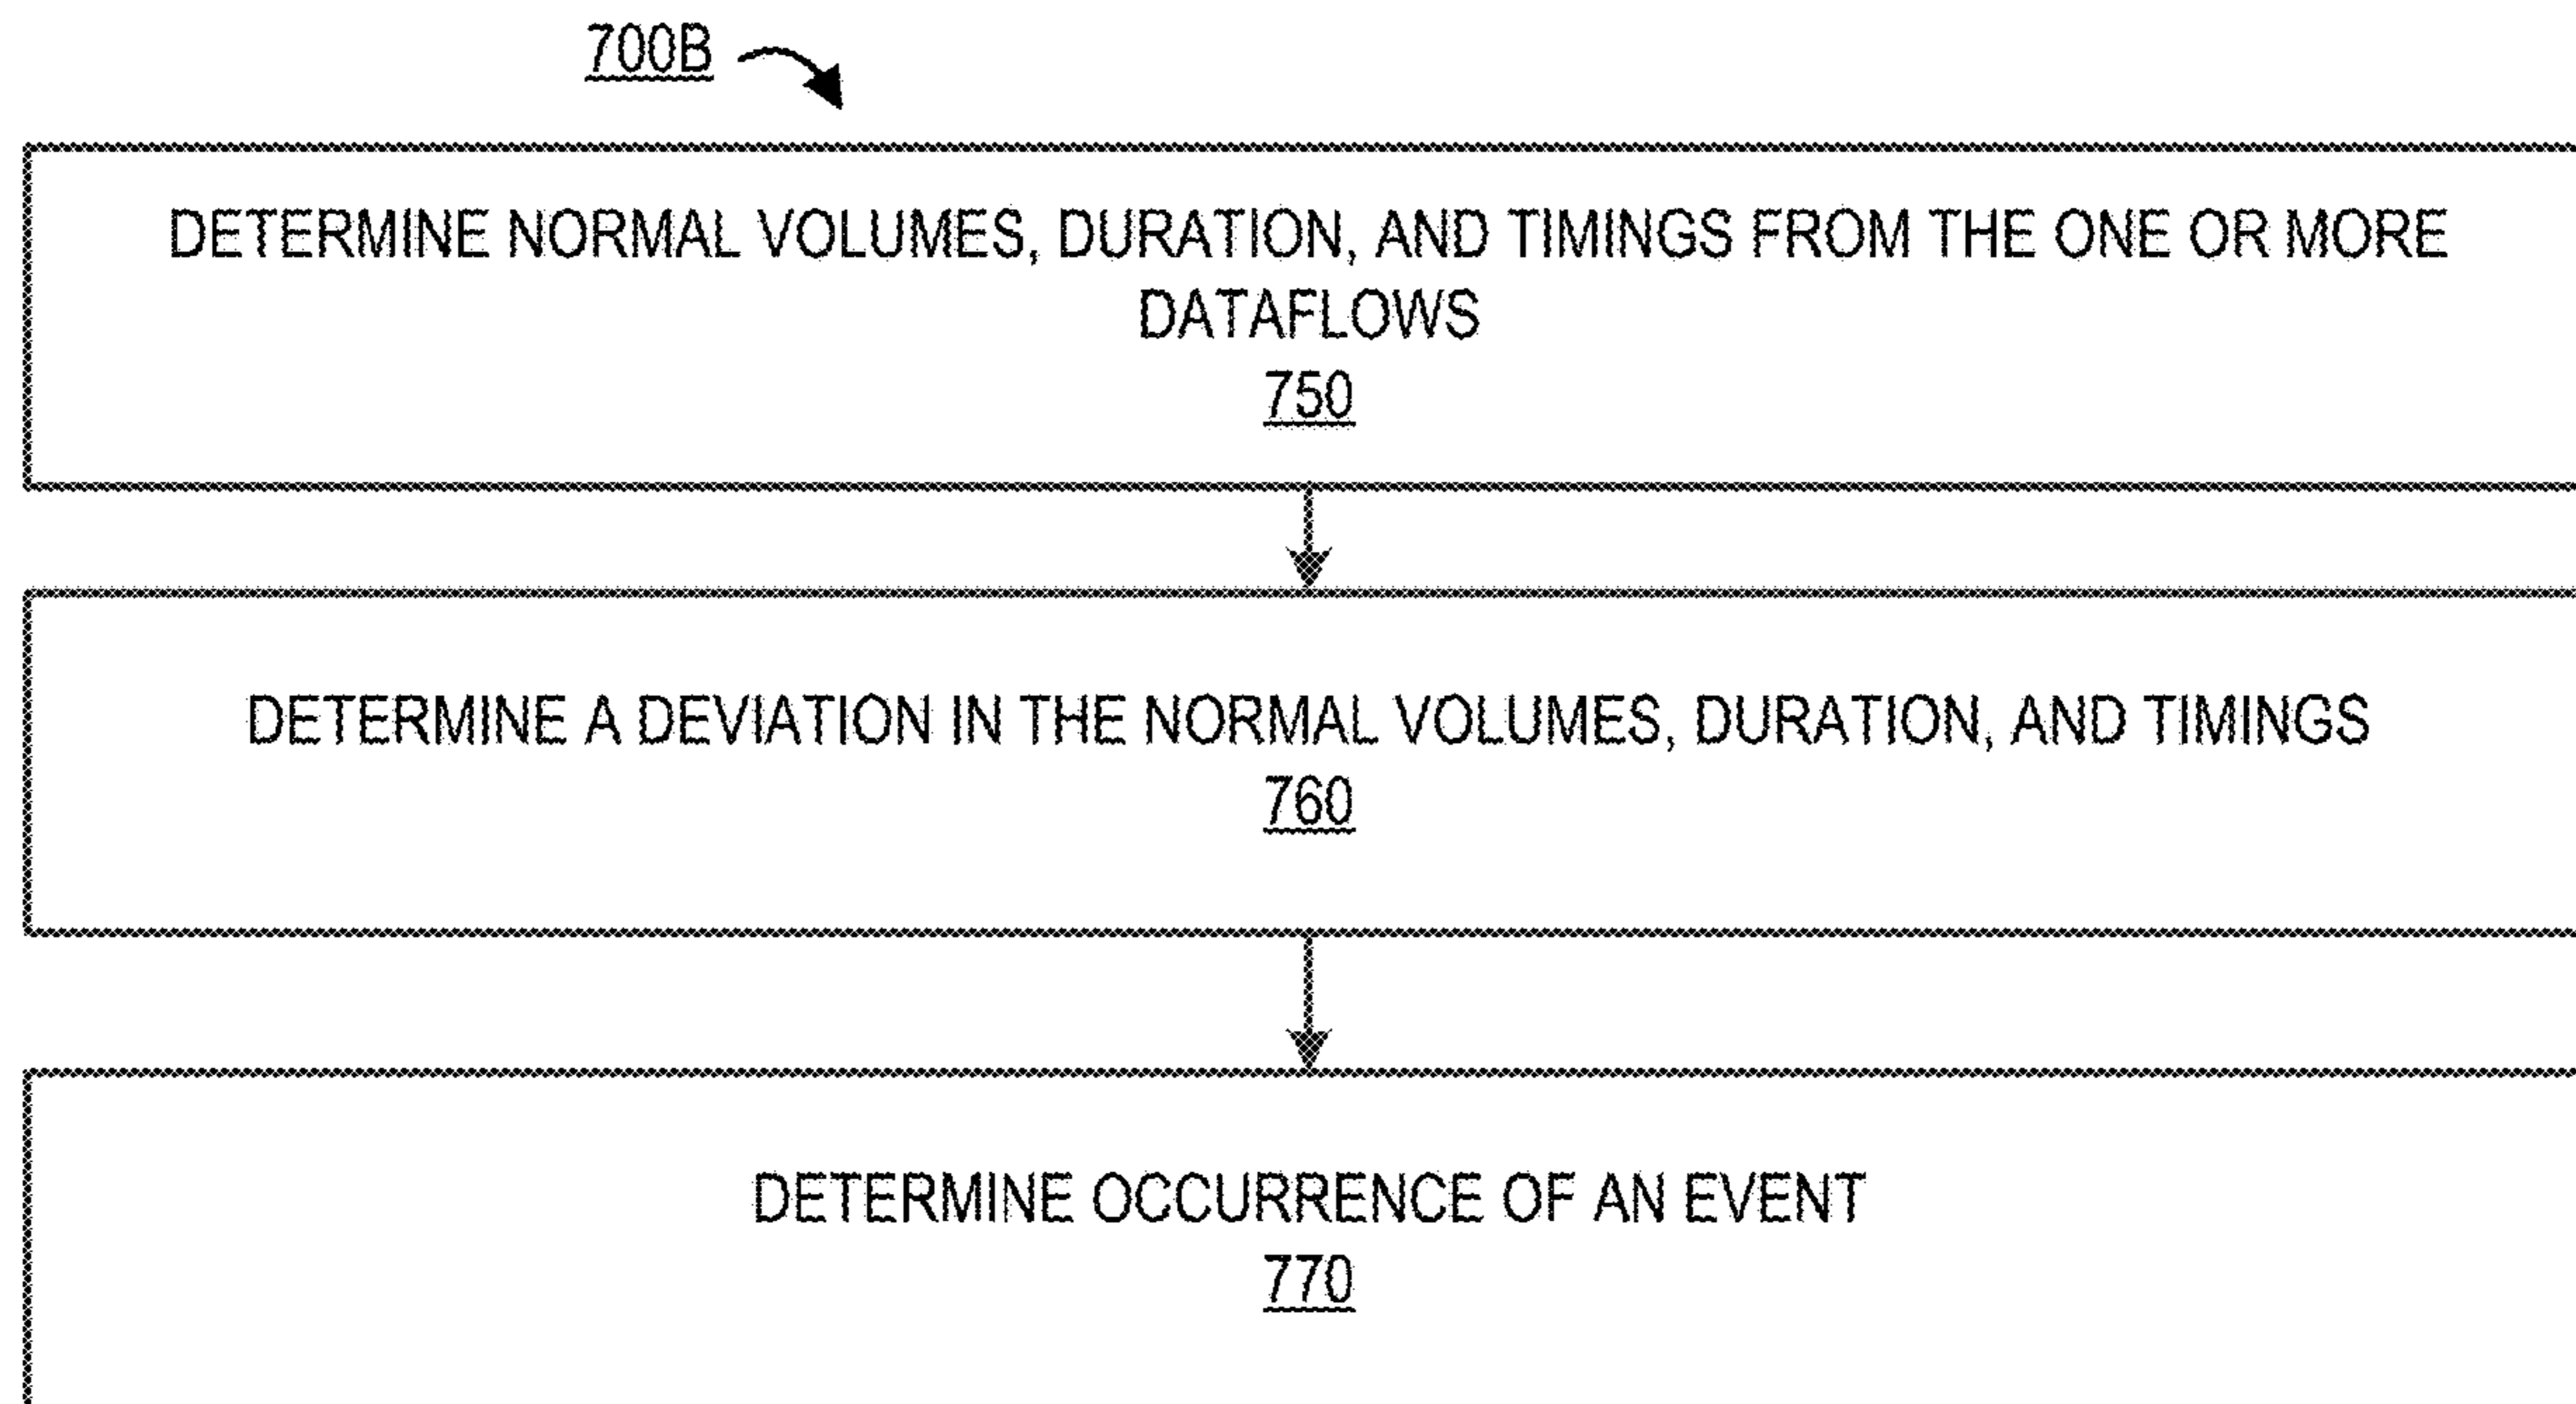 700B
DETERMINE NORMAL VOLUMES, DURATION, AND TIMINGS FROM THE ONE OR MORE
DATAFLOWS
750
DETERMINE A DEVIATION IN THE NORMAL VOLUMES, DURATION, AND TIMINGS
760
DETERMINE OCCURRENCE OF AN EVENT
770